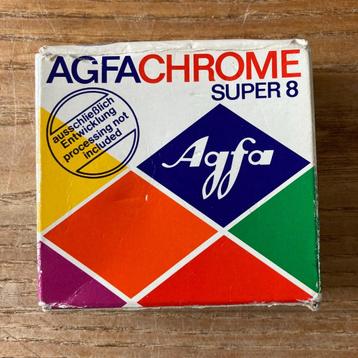 AGFACHROME
SUPER 8
ausschließlich
Entwicklung
processing not
included
Agfa